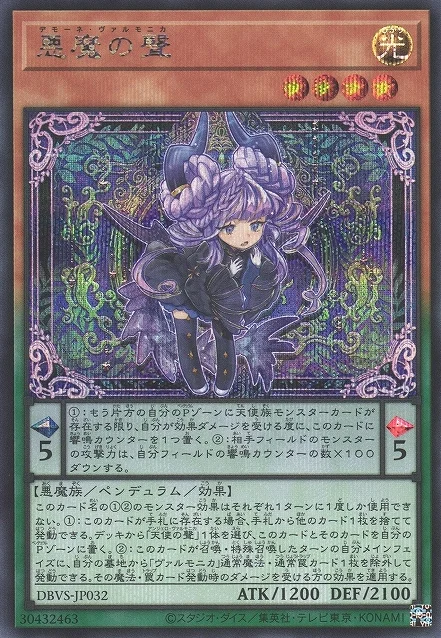 デモーネ ヴァルモニカ
悪魔の聲
光
①：もう片方の自分のPゾーンに天使族モンスターカードが
存在する限り、自分が効果ダメージを受ける度に、このカードに
響鳴カウンターを1つ置く。②：相手フィールドのモンスター
の攻撃力は、自分フィールドの響鳴カウンターの数×100
ダウンする。
5
5
【悪魔族／ペンデュラム／効果】
このカード名の①②のモンスター効果はそれぞれ1ターンに1度しか使用で
きない。①：このカードが手札に存在する場合、手札から他のカード1枚を捨て
発動できる。デッキから「天使の聲」1体を選び、このカードとそのカードを自分の
Pゾーンに置く。②：このカードが召喚・特殊召喚したターンの自分メインフェ
イズに、自分の墓地から「ヴァルモニカ」通常魔法・通常罠カード1枚を除外して
発動できる。その魔法・罠カード発動時のダメージを受ける方の効果を適用する。
DBVS-JP032
ATK/1200
DEF/2100
30432463
©スタジオ・ダイス／集英社・テレビ東京・KONAMI